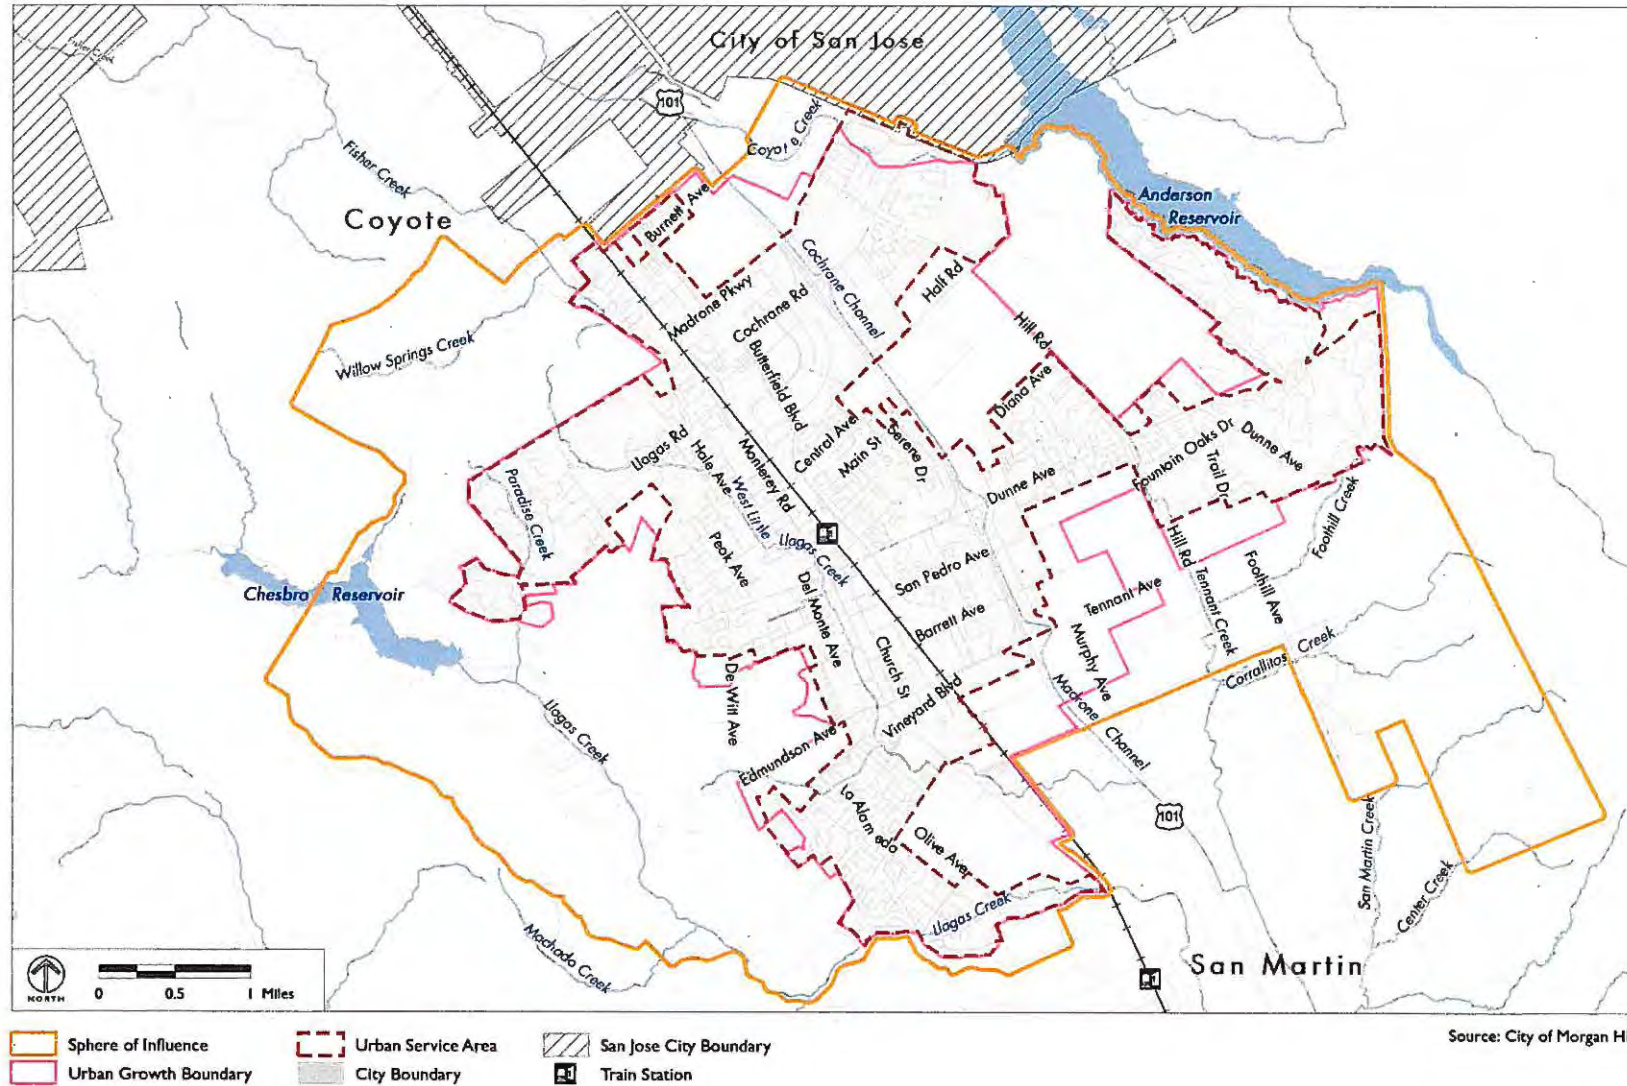 City of San Jose
101
Fisher Creek
Coyote Creek
Fisher Creek
Coyote
Burnett Ave
Anderson
Reservoir
Cochrane Channel
Half Rd
Madrone Pkwy
Cochrane Rd
Hill Rd
Willow Springs Creek
Butterfield Blvd
Diana Ave
Llagas Rd
Hale Ave
Monterey Rd
Central Ave
Main St
Serene Dr
Fountain Oaks Dr
Dunne Ave
Trail Dr
Dunne Ave
Paradise Creek
West Little
Llagas Creek
Peak Ave
San Pedro Ave
Hill Rd
Foothill Creek
Foothill Ave
Chesbro Reservoir
Del Monte Ave
Barrett Ave
Tennant Ave
Tennant Creek
Church St
Murphy Ave
Corrallitos Creek
De Witt Ave
Vineyard Blvd
Madrone Channel
Llagas Creek
Edmundson Ave
La Alameda
Olive Ave
101
San Martin Creek
Center Creek
Llagas Creek
Machado Creek
San Martin
NORTH
0 0.5 1 Miles
Sphere of Influence
Urban Service Area
San Jose City Boundary
Urban Growth Boundary
City Boundary
Train Station
Source: City of Morgan H